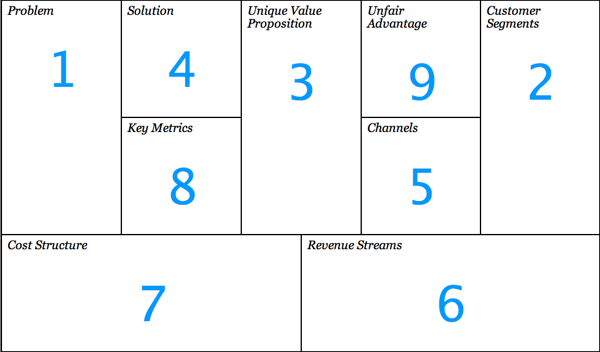 Problem
1
Solution
4
Key Metrics
8
Unique Value
Proposition
3
Unfair
Advantage
9
Channels
5
Customer
Segments
2
Cost Structure
7
Revenue Streams
6